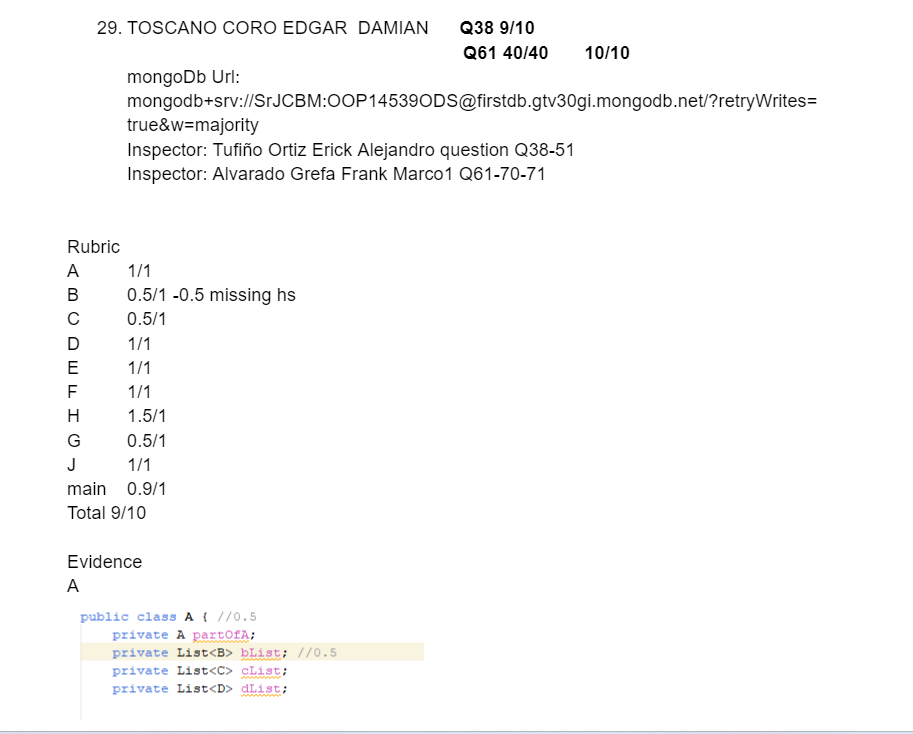 29. TOSCANO CORO EDGAR DAMIAN Q38 9/10
Q61 40/40 10/10
mongoDb Url:
mongodb+srv://SrJCBM:OOP14539ODS@firstdb.gtv30gi.mongodb.net/?retryWrites=
true&w=majority
Inspector: Tufiño Ortiz Erick Alejandro question Q38-51
Inspector: Alvarado Grefa Frank Marco1 Q61-70-71
Rubric
A 1/1
B 0.5/1 -0.5 missing hs
C 0.5/1
D 1/1
E 1/1
F 1/1
H 1.5/1
G 0.5/1
J 1/1
main 0.9/1
Total 9/10
Evidence
A
public class A { //0.5
private A partOfA;
private List<B> bList; //0.5
private List<C> cList;
private List<D> dList;